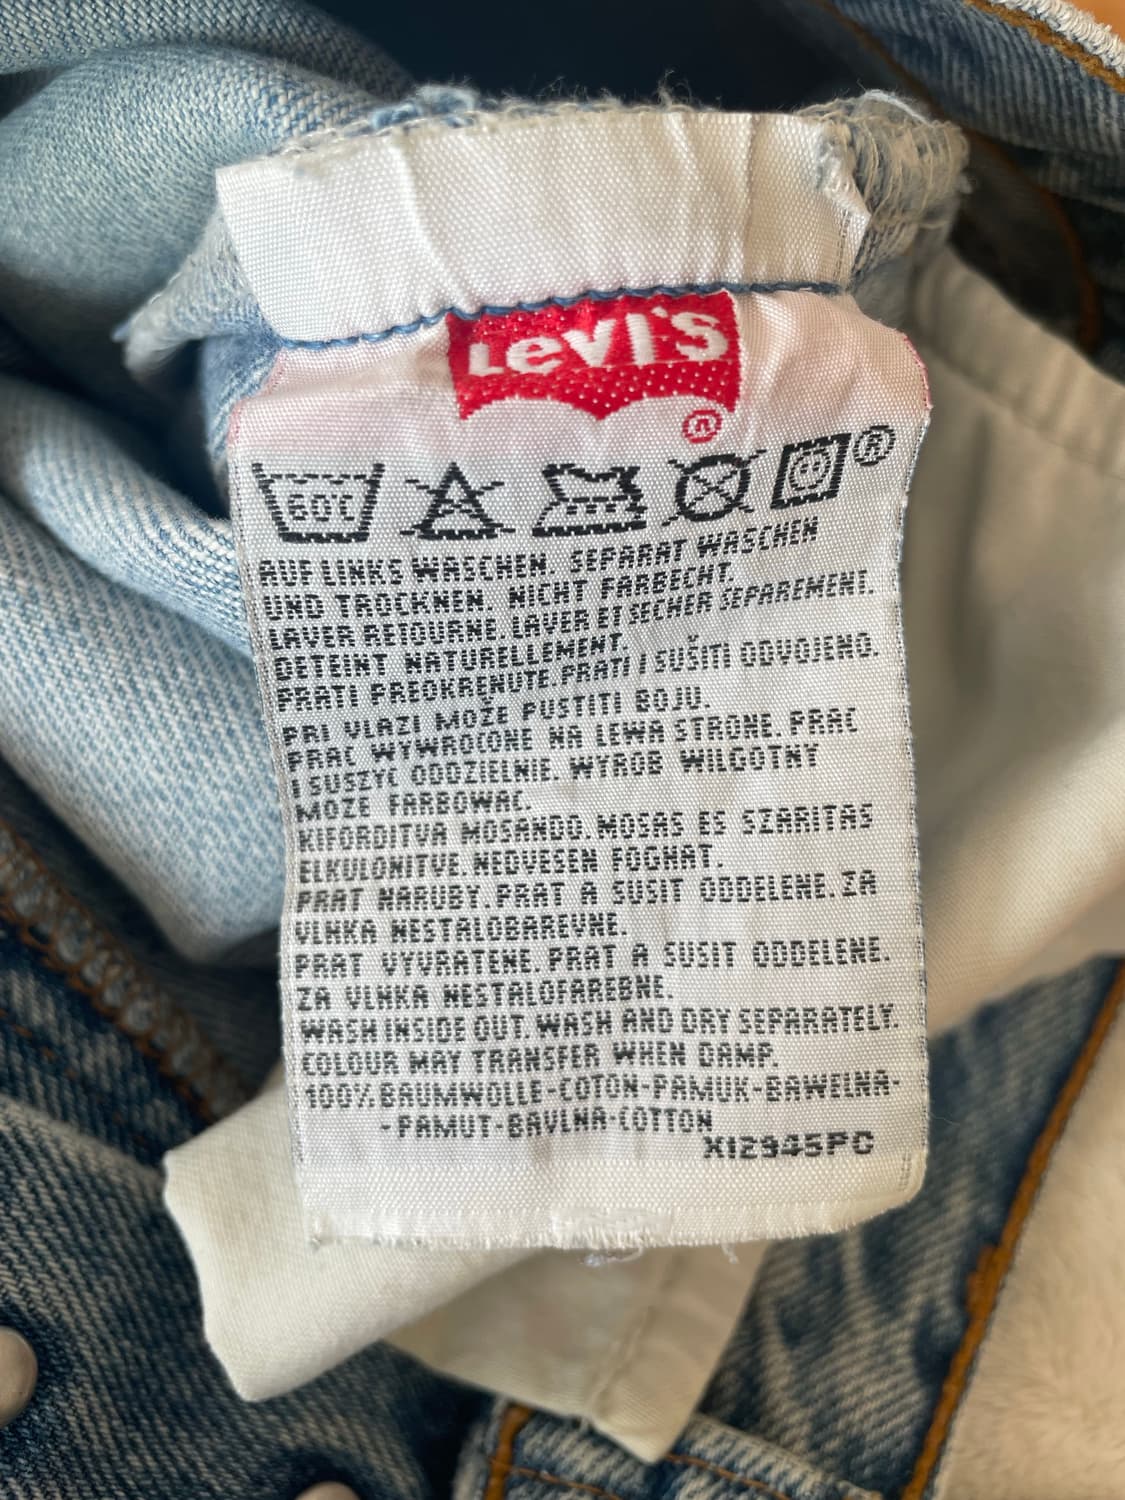 LEVI'S
®
60°C
®
AUF LINKS WASCHEN. SEPARAT WASCHEN
UND TROCKNEN. NICHT FARBECHT.
LAVER RETOURNE. LAVER ET SECHER SEPAREMENT.
DETEINT NATURELLEMENT.
PRATI PREOKRENUTE. PRATI I SUŠITI ODVOJENO.
PRI VLAZI MOŽE PUSTITI BOJU.
PRAC WYWROCONE NA LEWA STRONE. PRAC
I SUSZYC ODDZIELNIE. WYROB WILGOTNY
MOZE FARBOWAC.
KIFORDITVA MOSANDO. MOSAS ES SZARITAS
ELKULONITVE. NEDVESEN FOGHAT.
PRAT NARUBY. PRAT A SUSIT ODDELENE. ZA
VLHKA NESTALOBAREVNE.
PRAT VYVRATENE. PRAT A SUSIT ODDELENE.
ZA VLHKA NESTALOFAREBNE.
WASH INSIDE OUT. WASH AND DRY SEPARATELY.
COLOUR MAY TRANSFER WHEN DAMP.
100% BAUMWOLLE-COTON-PAMUK-BAWELNA-
-PAMUT-BAVLNA-COTTON
X12945PC